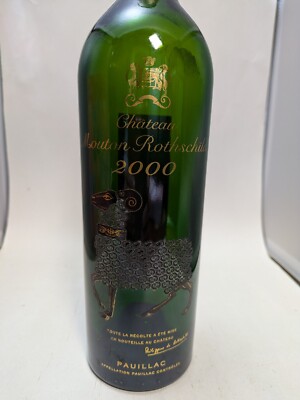 Château
Mouton Rothschild
2000
TOUTE LA RÉCOLTE A ÉTÉ MISE
EN BOUTEILLE AU CHÂTEAU
PAUILLAC
APPELLATION PAUILLAC CONTRÔLÉE